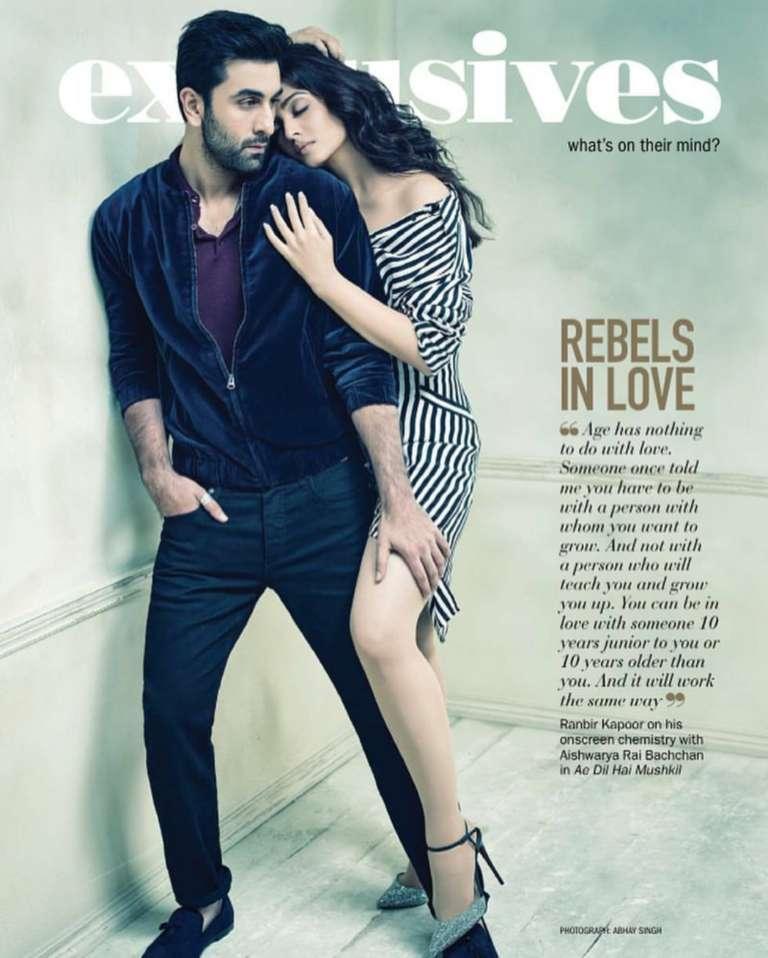 exclusives
what's on their mind?
REBELS
IN LOVE
❝ Age has nothing
to do with love.
Someone once told
me you have to be
with a person with
whom you want to
grow. And not with
a person who will
teach you and grow
you up. You can be in
love with someone 10
years junior to you or
10 years older than
you. And it will work
the same way ❞
Ranbir Kapoor on his
onscreen chemistry with
Aishwarya Rai Bachchan
in Ae Dil Hai Mushkil
PHOTOGRAPH: ABHAY SINGH